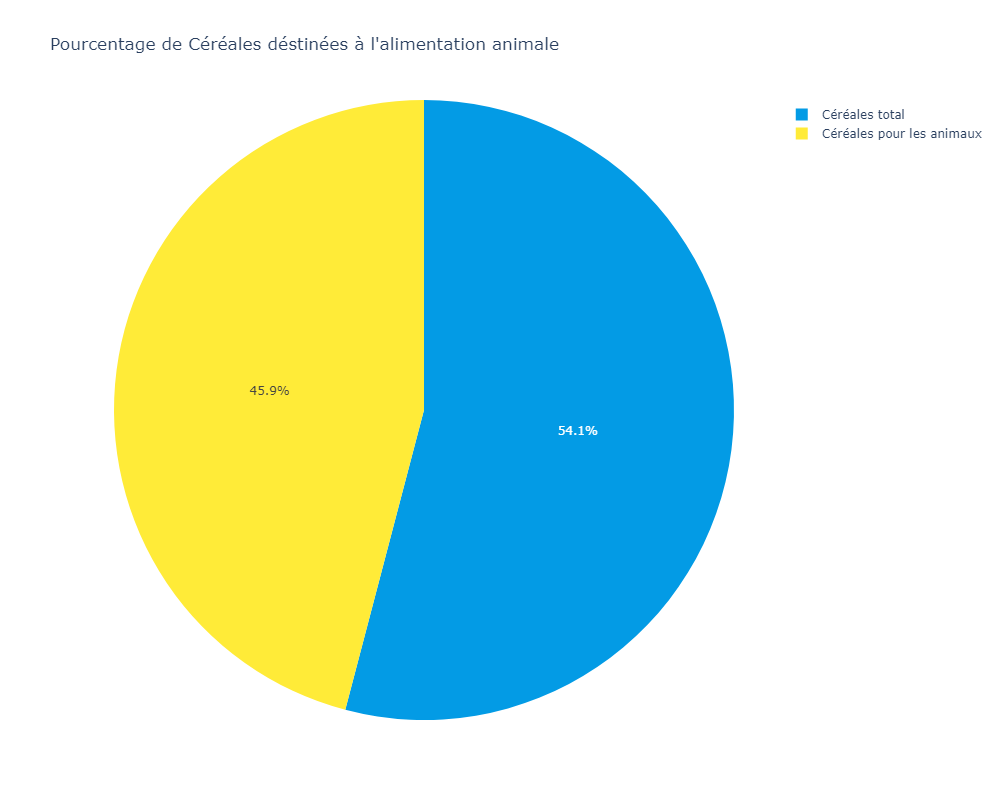 Pourcentage de Céréales déstinées à l'alimentation animale
Céréales total
Céréales pour les animaux
45.9%
54.1%